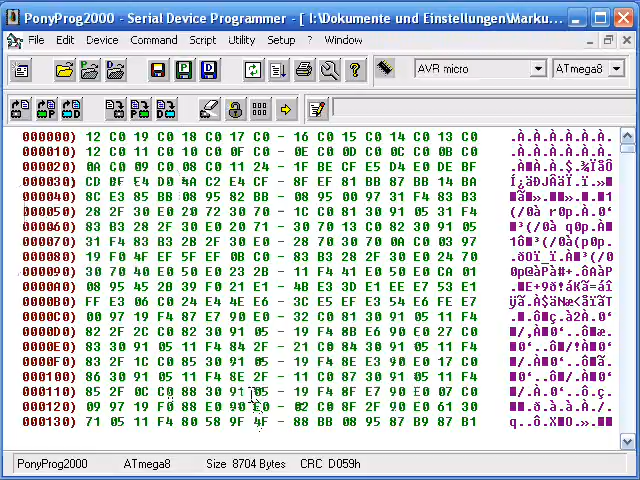 PonyProg2000 - Serial Device Programmer - [ I:\Dokumente und Einstellungen\Marku...
File Edit Device Command Script Utility Setup ? Window
AVR micro ATmega8
000000) 12 C0 19 C0 18 C0 17 C0 - 16 C0 15 C0 14 C0 13 C0
000010) 12 C0 11 C0 10 C0 0F C0 - 0E C0 0D C0 0C C0 0B C0
000020) 0A C0 09 C0 08 C0 11 24 - 1F BE CF E5 D4 E0 DE BF
000030) CD BF E4 D0 4A C2 E4 CF - 8F EF 81 BB 87 BB 14 BA
000040) 8C E3 85 BB 08 95 82 BB - 08 95 00 97 31 F4 83 B3
000050) 28 2F 30 E0 20 72 30 70 - 1C C0 81 30 91 05 31 F4
000060) 83 B3 28 2F 30 E0 20 71 - 30 70 13 C0 82 30 91 05
000070) 31 F4 83 B3 28 2F 30 E0 - 28 70 30 70 0A C0 03 97
000080) 19 F0 4F EF 5F EF 0B C0 - 83 B3 28 2F 30 E0 24 70
000090) 30 70 40 E0 50 E0 23 2B - 11 F4 41 E0 50 E0 CA 01
0000A0) 08 95 45 2B 39 F0 21 E1 - 4B E3 3D E1 EE E7 53 E1
0000B0) FF E3 06 C0 24 E4 4E E6 - 3C E5 EF E3 54 E6 FE E7
0000C0) 00 97 19 F4 87 E7 90 E0 - 32 C0 81 30 91 05 19 F4
0000D0) 82 2F 2C C0 82 30 91 05 - 19 F4 8B E6 90 E0 27 C0
0000E0) 83 30 91 05 11 F4 84 2F - 21 C0 84 30 91 05 11 F4
0000F0) 83 2F 1C C0 85 30 91 05 - 19 F4 8E E3 90 E0 17 C0
000100) 86 30 91 05 11 F4 8E 2F - 11 C0 87 30 91 05 11 F4
000110) 85 2F 0C C0 88 30 91 05 - 19 F4 8F E7 90 E0 07 C0
000120) 09 97 19 F0 88 E0 90 E0 - 02 C0 8F 2F 90 E0 61 30
000130) 71 05 11 F4 80 58 9F 4F - 88 BB 08 95 87 B9 87 B1
PonyProg2000 ATmega8 Size 8704 Bytes CRC D059h